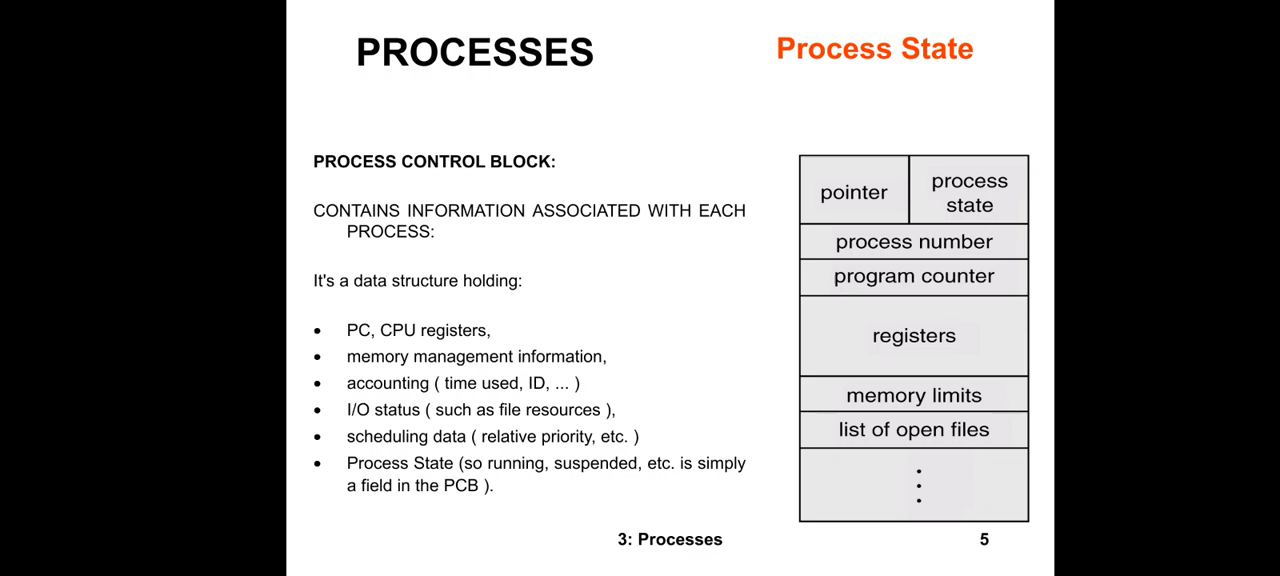 PROCESSES
Process State
PROCESS CONTROL BLOCK:
CONTAINS INFORMATION ASSOCIATED WITH EACH
PROCESS:
It's a data structure holding:
• PC, CPU registers,
• memory management information,
• accounting ( time used, ID, ... )
• I/O status ( such as file resources ),
• scheduling data ( relative priority, etc. )
• Process State (so running, suspended, etc. is simply
a field in the PCB ).
pointer
process
state
process number
program counter
registers
memory limits
list of open files
3: Processes
5